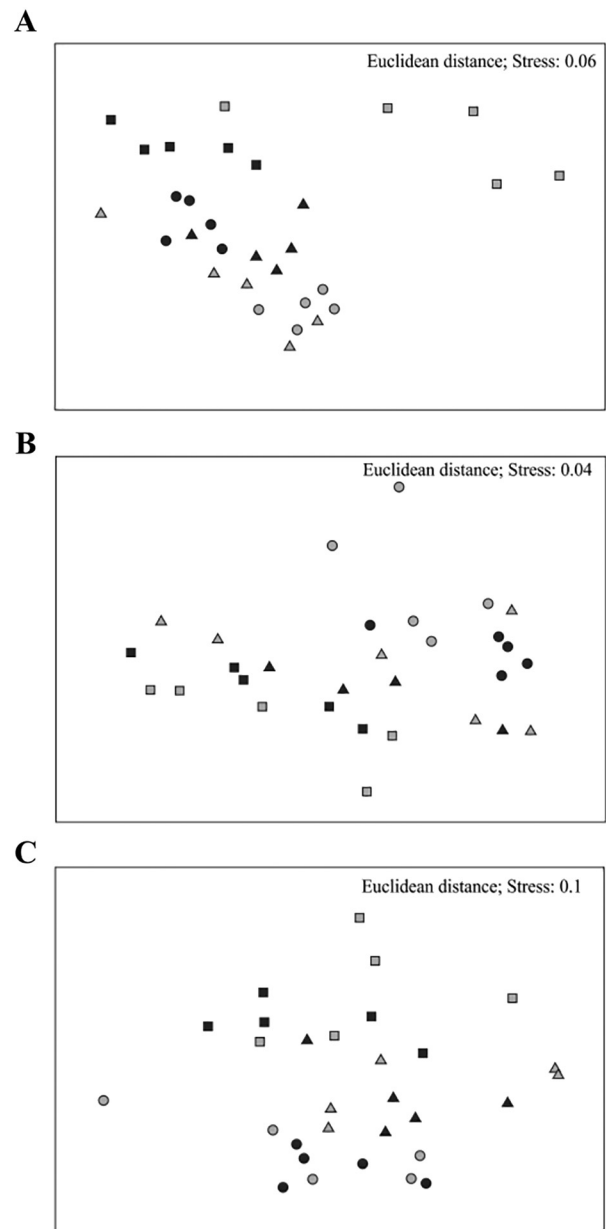 A
Euclidean distance; Stress: 0.06
B
Euclidean distance; Stress: 0.04
C
Euclidean distance; Stress: 0.1